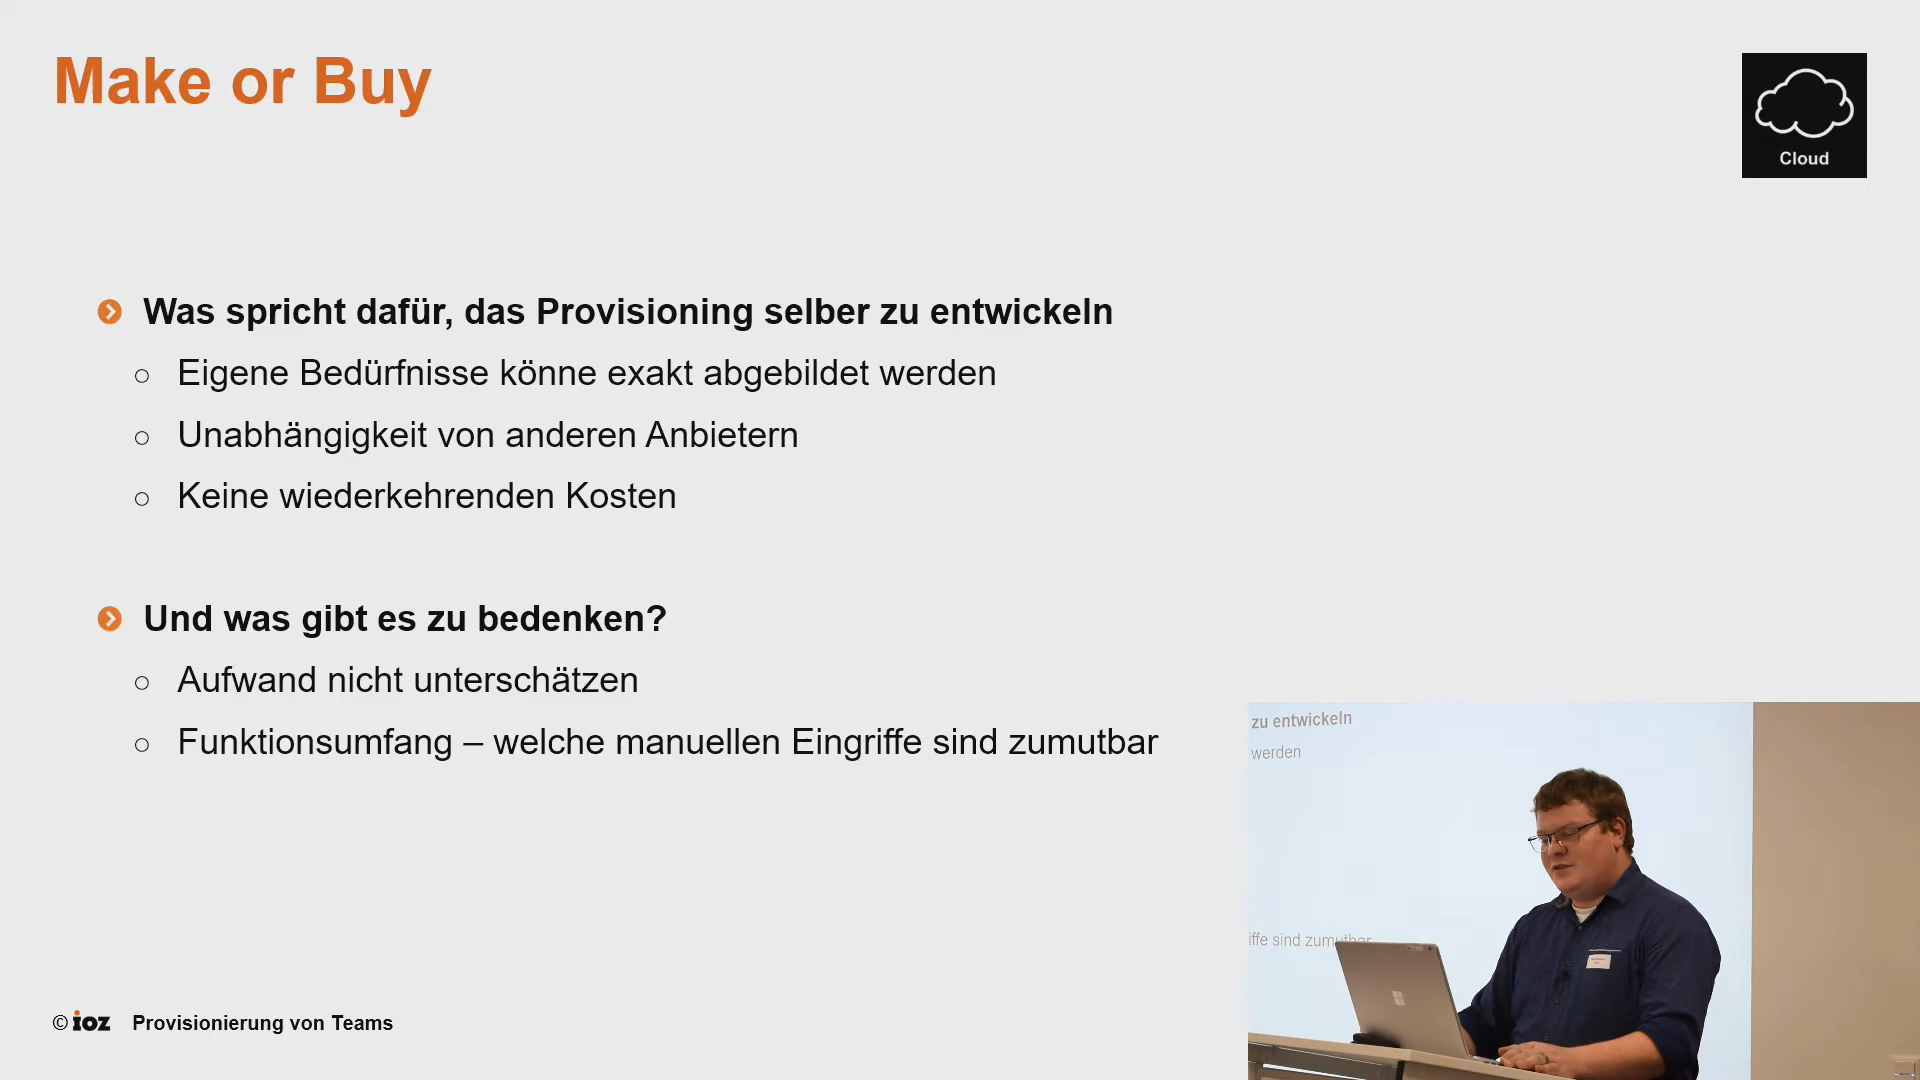 Make or Buy
Cloud
Was spricht dafür, das Provisioning selber zu entwickeln
Eigene Bedürfnisse könne exakt abgebildet werden
Unabhängigkeit von anderen Anbietern
Keine wiederkehrenden Kosten
Und was gibt es zu bedenken?
Aufwand nicht unterschätzen
Funktionsumfang – welche manuellen Eingriffe sind zumutbar
zu entwickeln
werden
iffe sind zumutbar
© ioz Provisionierung von Teams